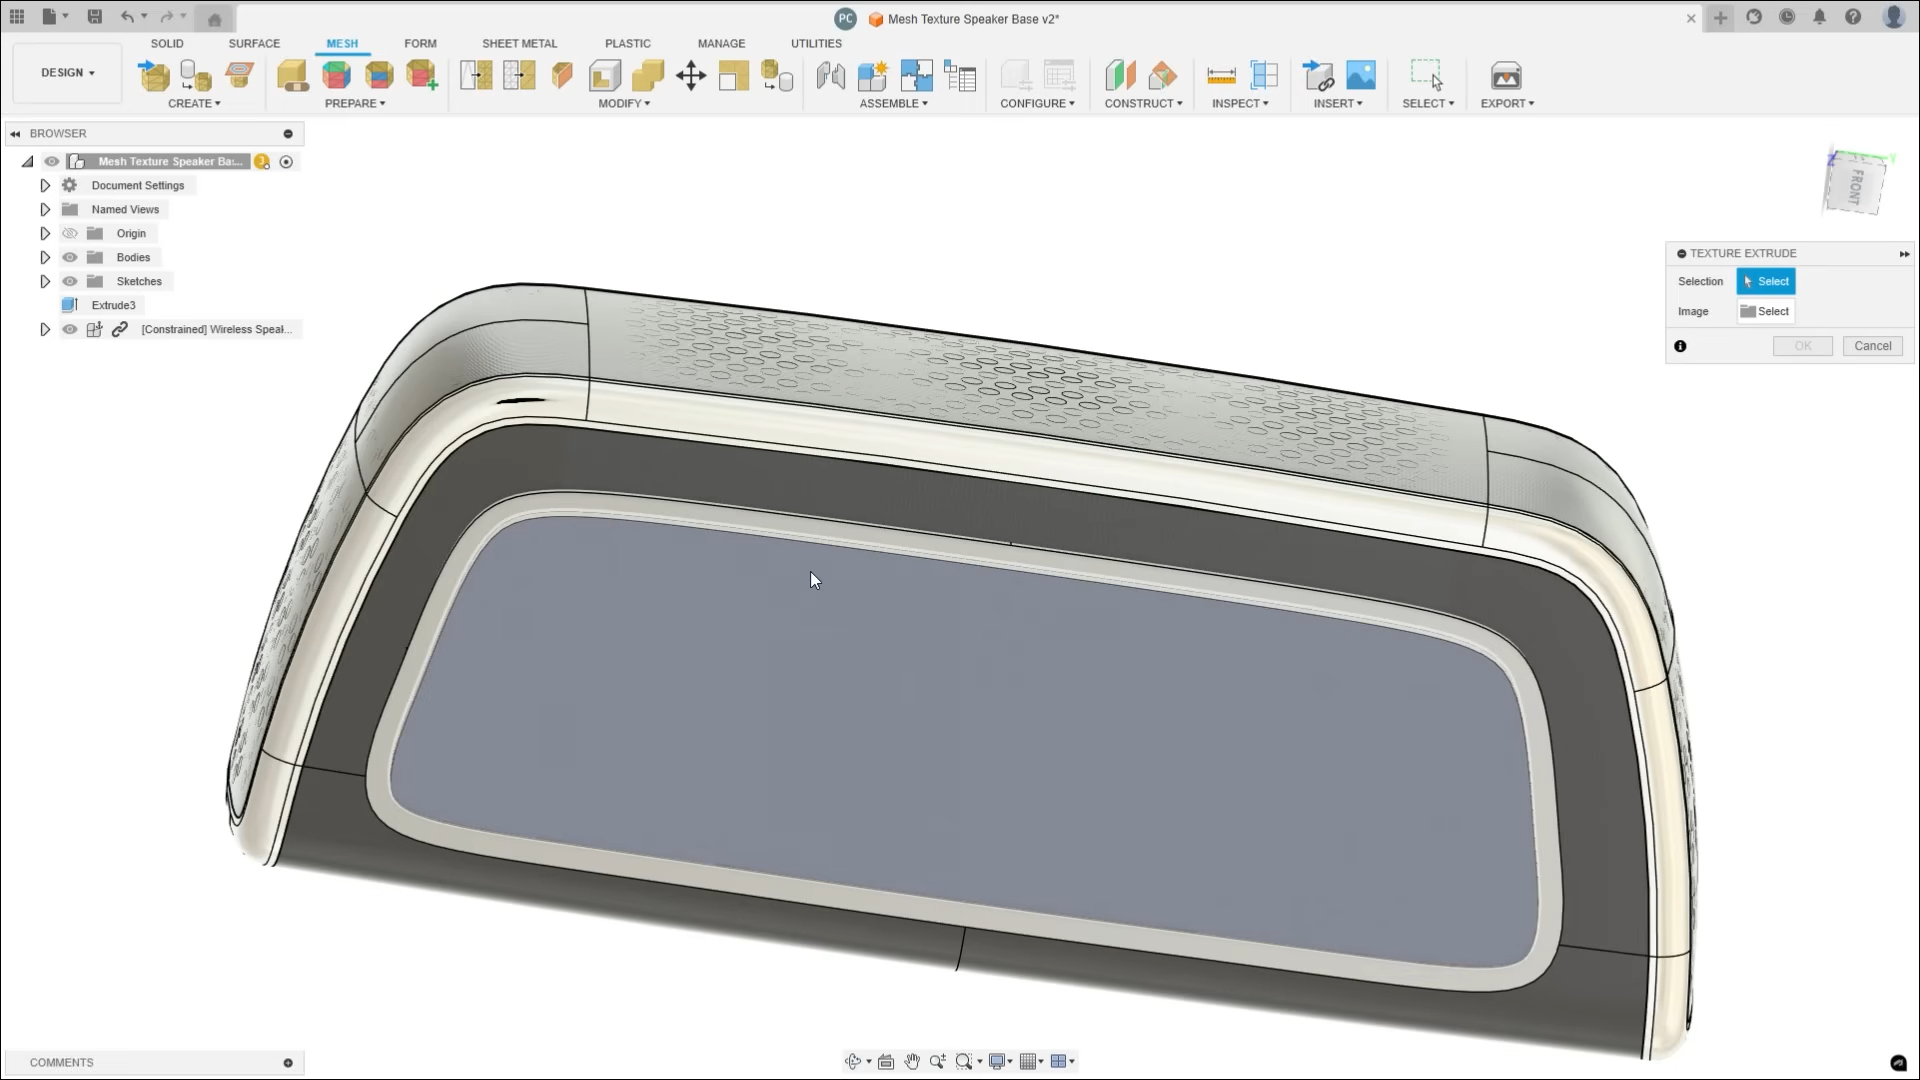 PC Mesh Texture Speaker Base v2*
DESIGN
SOLID SURFACE MESH FORM SHEET METAL PLASTIC MANAGE UTILITIES
CREATE PREPARE MODIFY ASSEMBLE CONFIGURE CONSTRUCT INSPECT INSERT SELECT EXPORT
BROWSER
Mesh Texture Speaker Ba:...
Document Settings
Named Views
Origin
Bodies
Sketches
Extrude3
[Constrained] Wireless Speal...
FRONT
Z
Y
TEXTURE EXTRUDE
Selection Select
Image Select
OK Cancel
COMMENTS